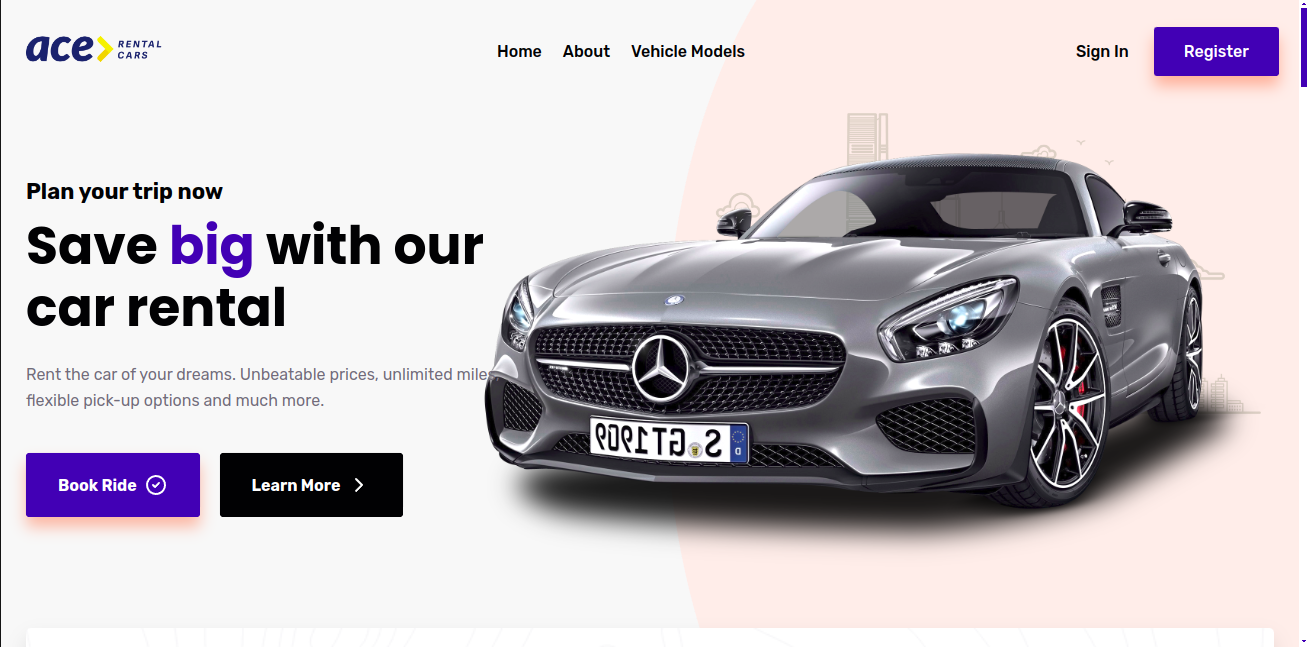 ace RENTAL CARS
Home About Vehicle Models Sign In Register
Plan your trip now
Save big with our
car rental
Rent the car of your dreams. Unbeatable prices, unlimited miles
flexible pick-up options and much more.
Book Ride Learn More
S GT1909
D